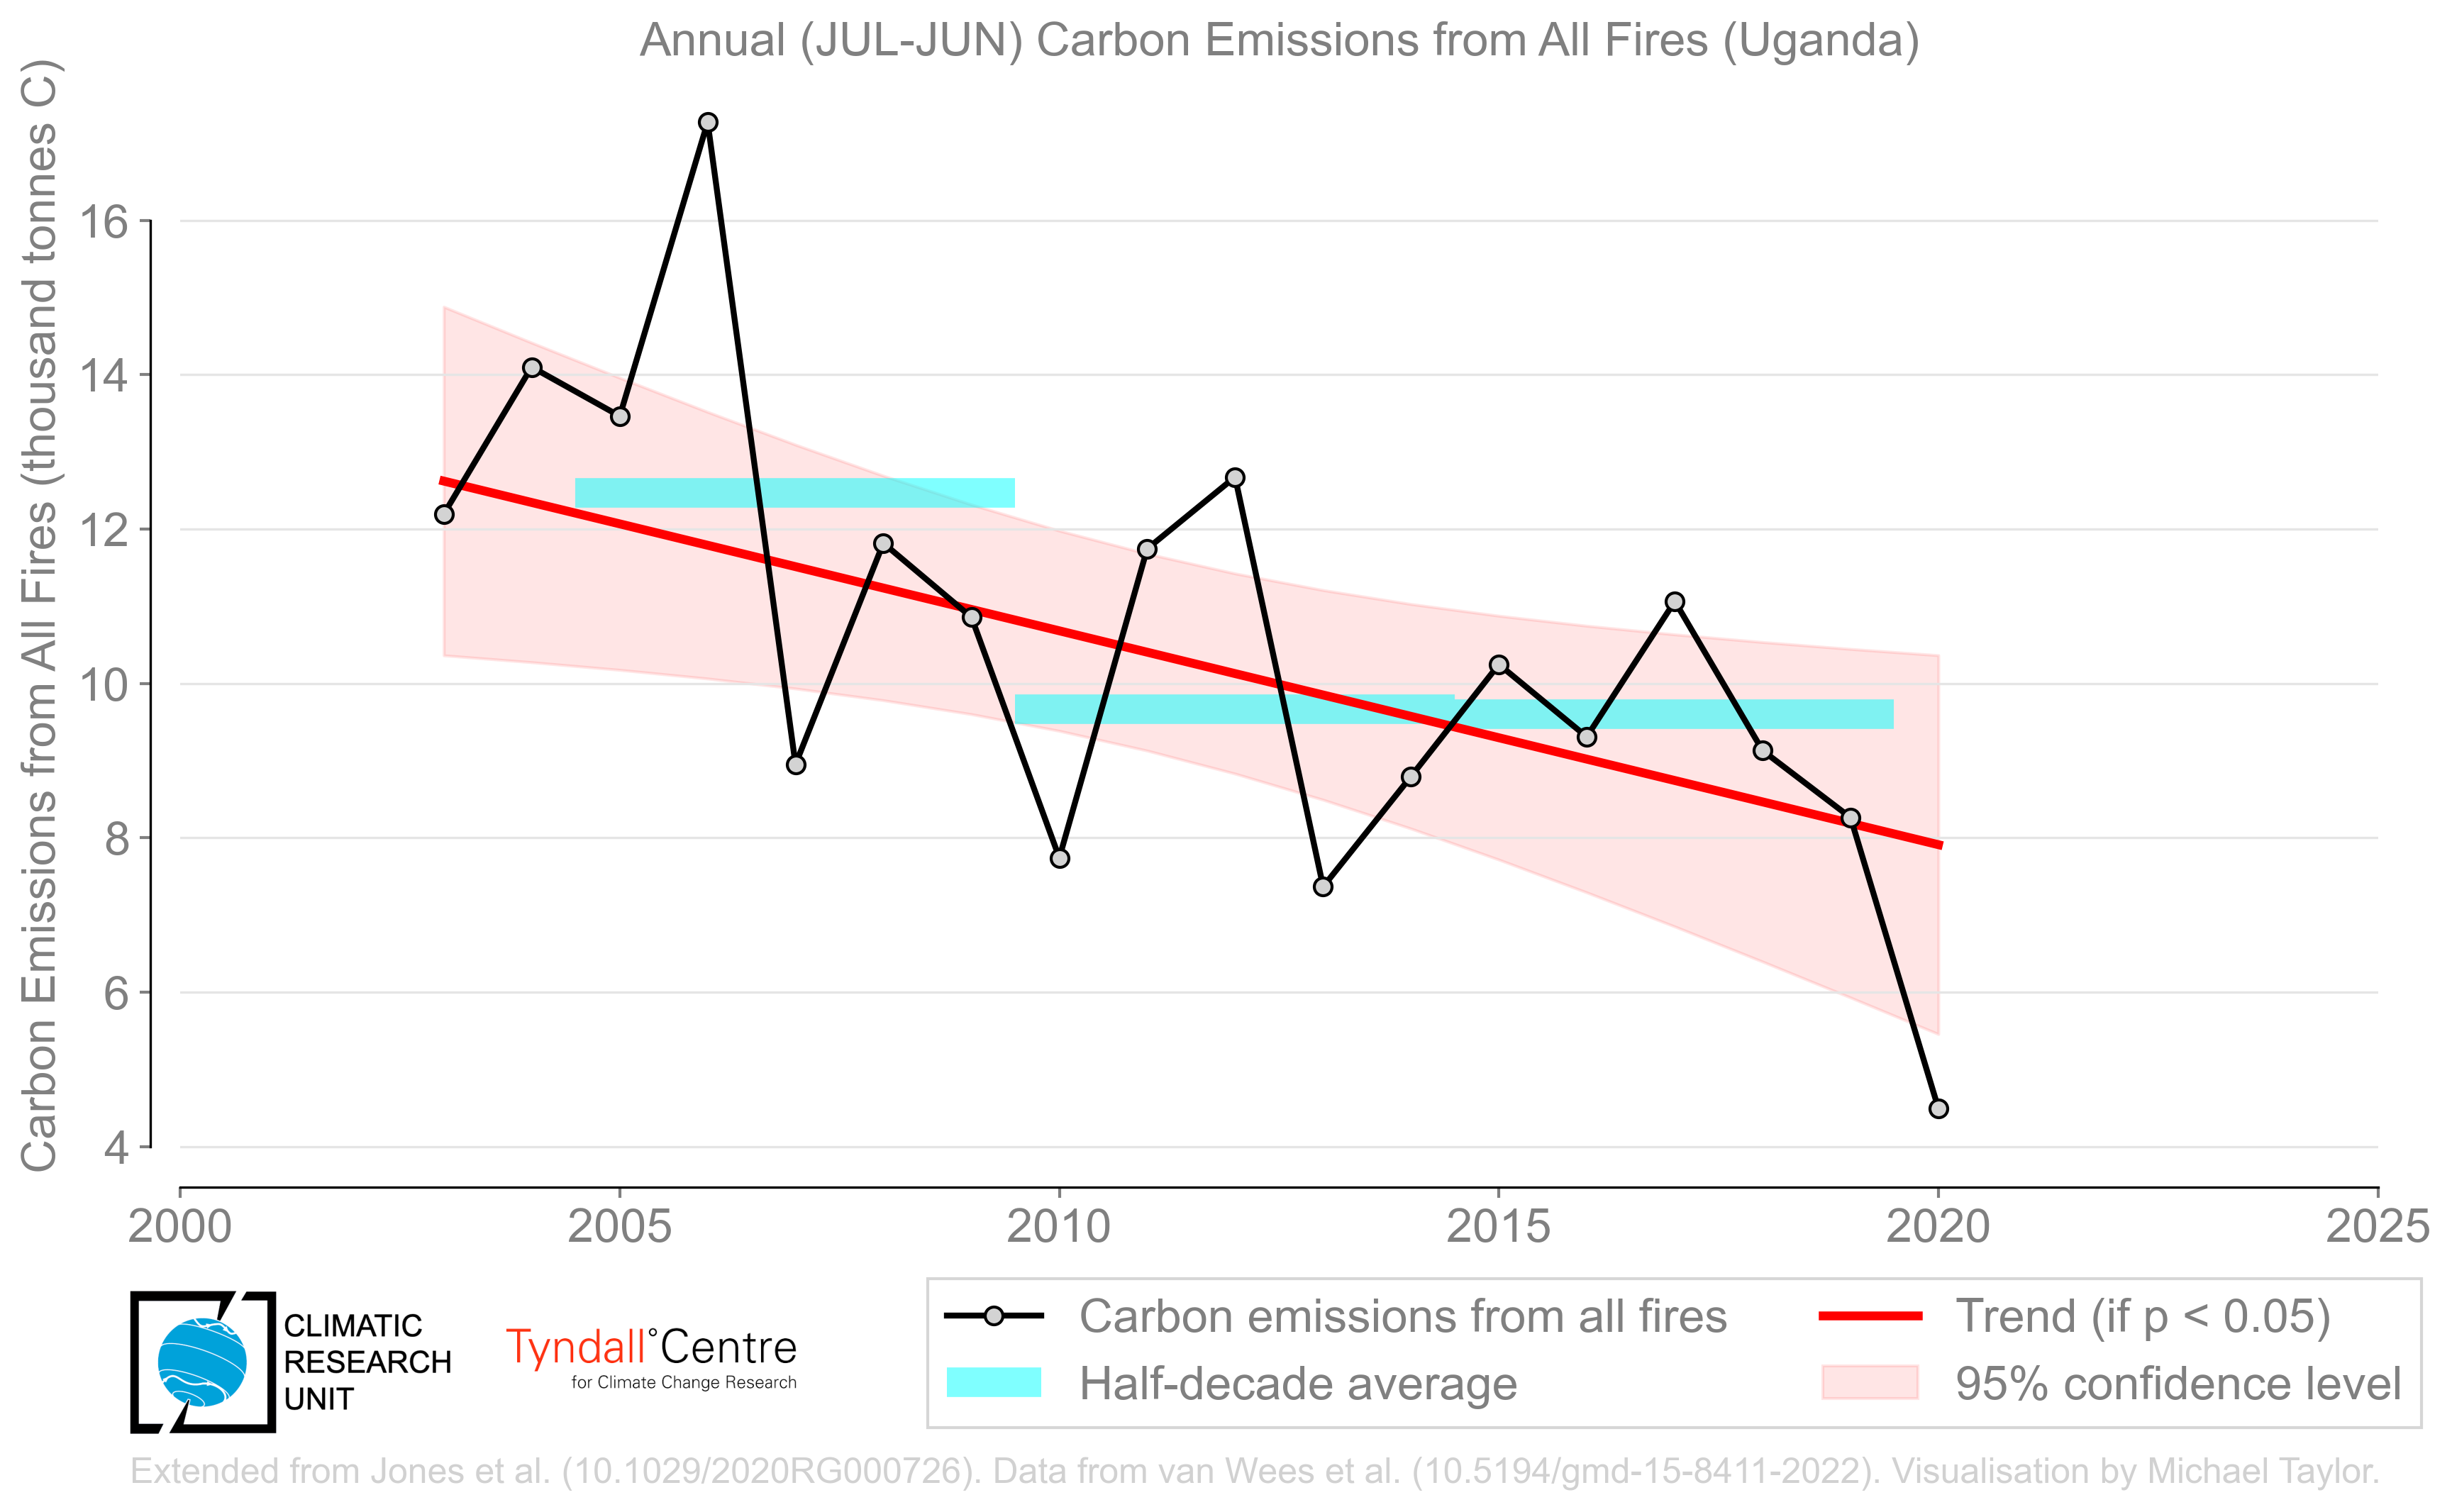 Annual (JUL-JUN) Carbon Emissions from All Fires (Uganda)
Carbon Emissions from All Fires (thousand tonnes C)
16
14
12
10
8
6
4
2000 2005 2010 2015 2020 2025
CLIMATIC
RESEARCH
UNIT
Tyndall°Centre
for Climate Change Research
Carbon emissions from all fires
Trend (if p < 0.05)
Half-decade average
95% confidence level
Extended from Jones et al. (10.1029/2020RG000726). Data from van Wees et al. (10.5194/gmd-15-8411-2022). Visualisation by Michael Taylor.